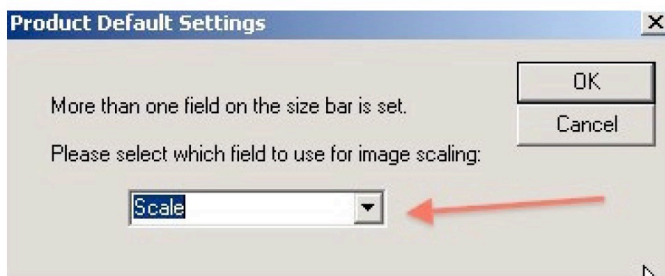 Product Default Settings
OK
More than one field on the size bar is set.
Cancel
Please select which field to use for image scaling:
Scale